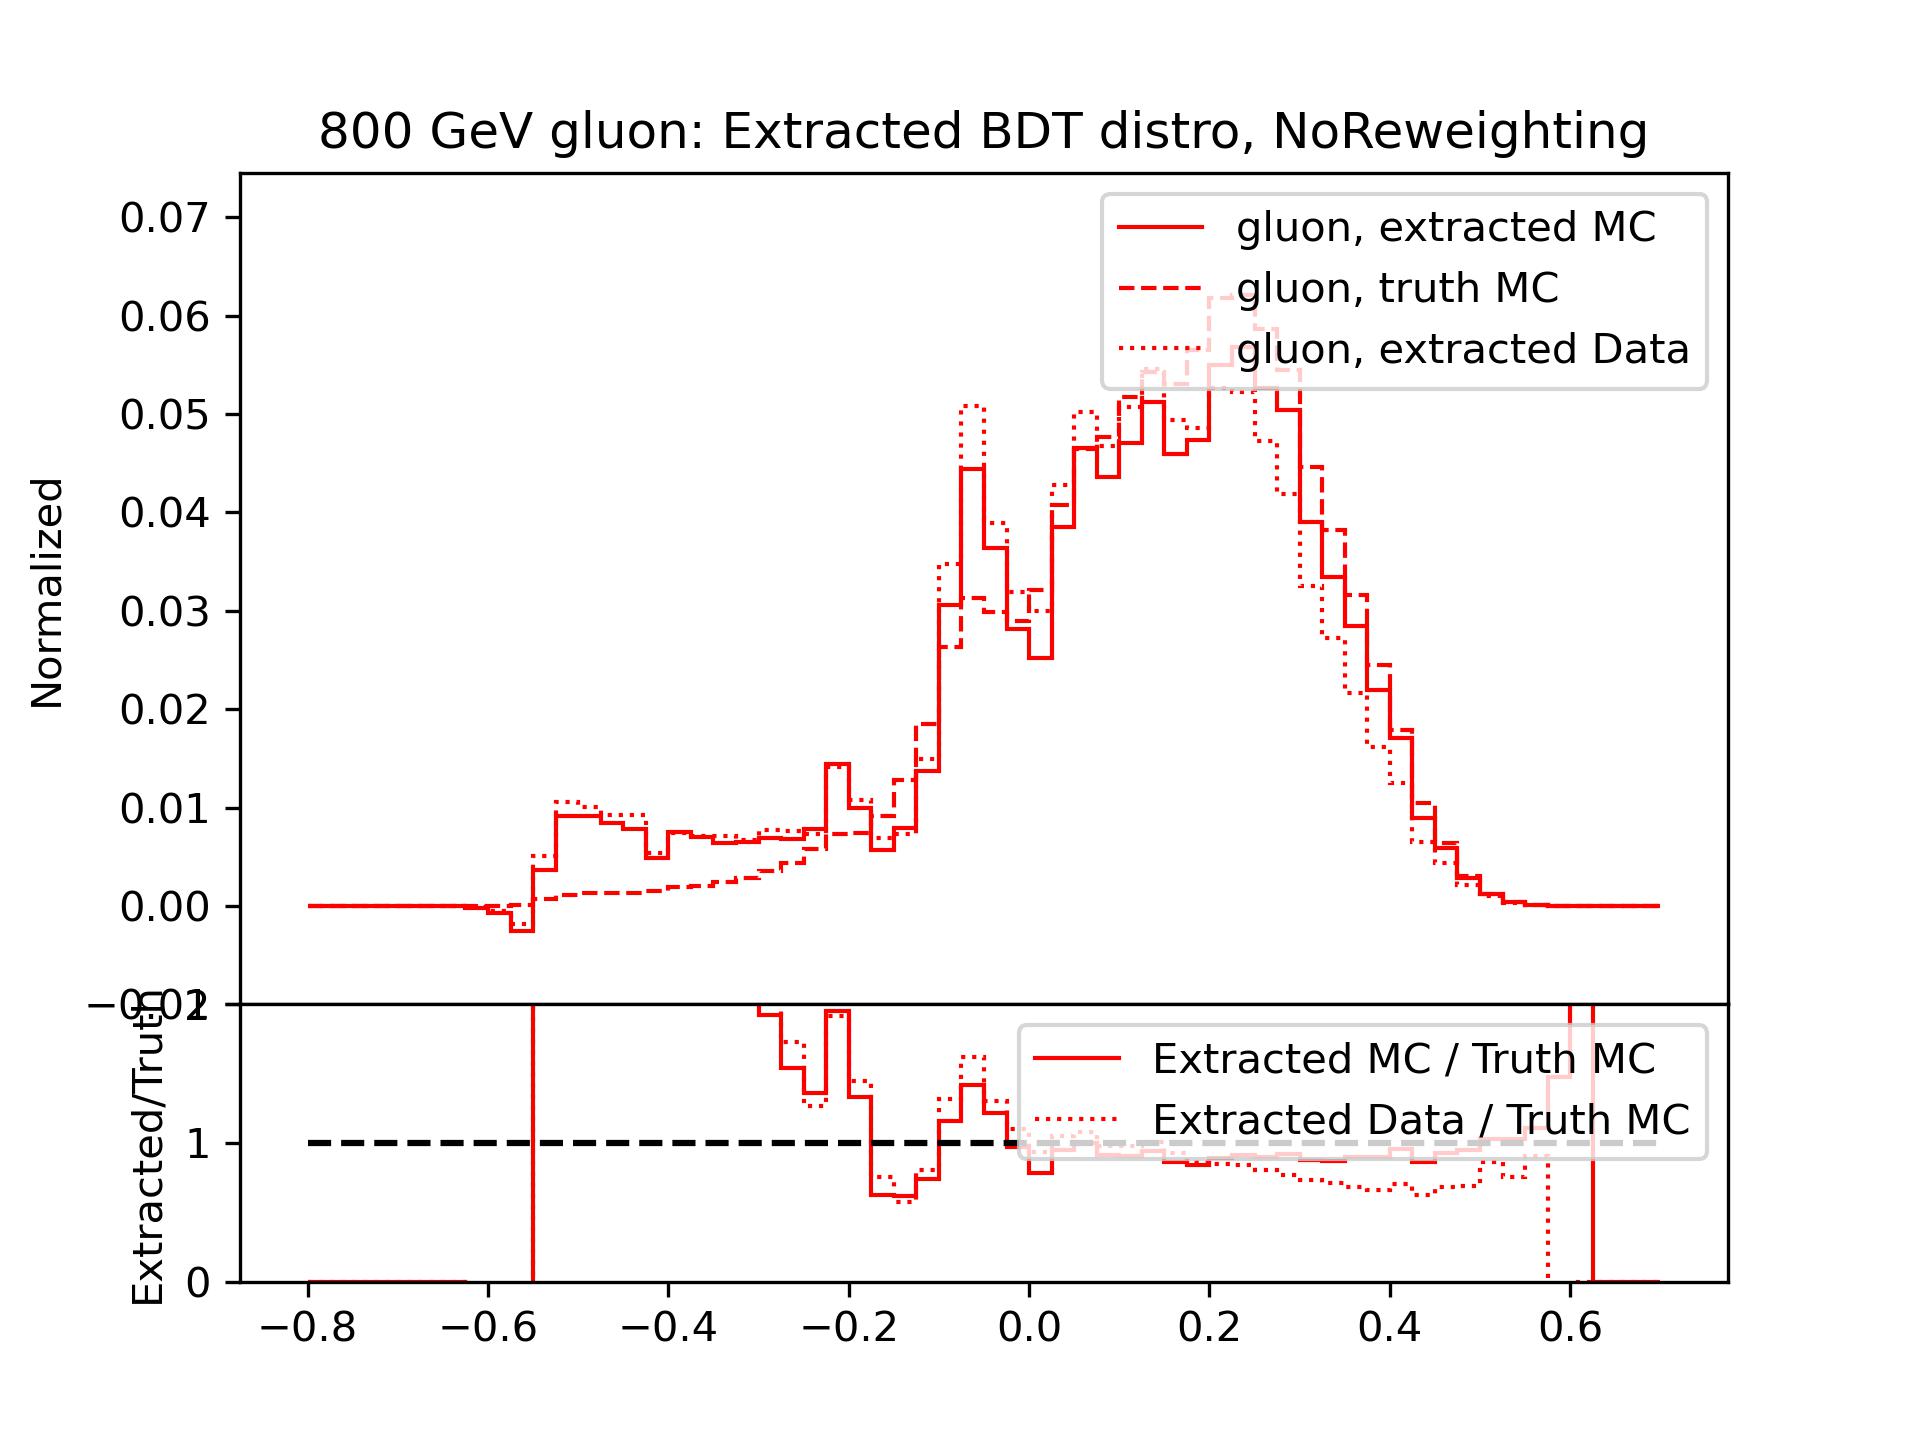 800 GeV gluon: Extracted BDT distro, NoReweighting
Normalized
0.07
0.06
0.05
0.04
0.03
0.02
0.01
0.00
−0.01
gluon, extracted MC
gluon, truth MC
gluon, extracted Data
Extracted/Truth
2
1
0
Extracted MC / Truth MC
Extracted Data / Truth MC
−0.8 −0.6 −0.4 −0.2 0.0 0.2 0.4 0.6